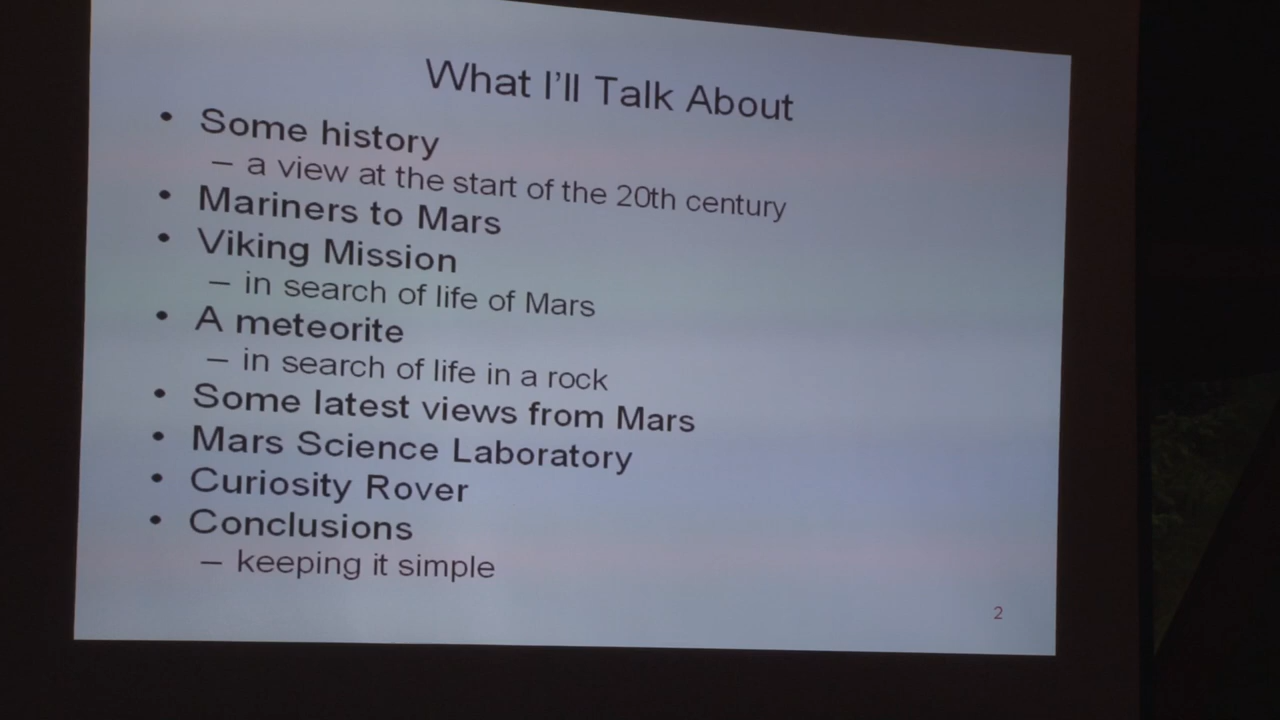 What I'll Talk About
• Some history
– a view at the start of the 20th century
• Mariners to Mars
• Viking Mission
– in search of life of Mars
• A meteorite
– in search of life in a rock
• Some latest views from Mars
• Mars Science Laboratory
• Curiosity Rover
• Conclusions
– keeping it simple
2